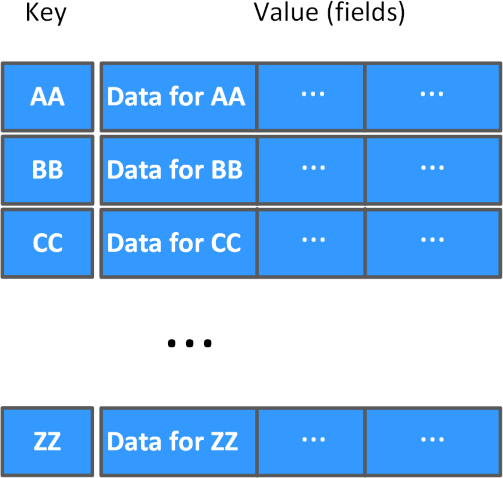 Key Value (fields)
AA Data for AA ... ...
BB Data for BB ... ...
CC Data for CC ... ...
...
ZZ Data for ZZ ... ...